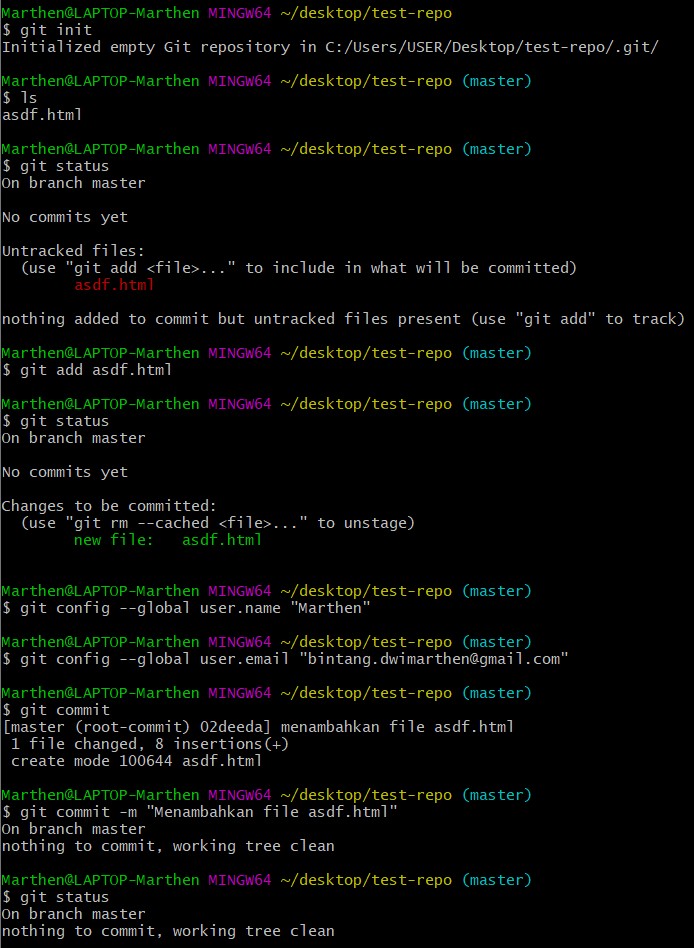 Marthen@LAPTOP-Marthen MINGW64 ~/desktop/test-repo
$ git init
Initialized empty Git repository in C:/Users/USER/Desktop/test-repo/.git/
Marthen@LAPTOP-Marthen MINGW64 ~/desktop/test-repo (master)
$ ls
asdf.html
Marthen@LAPTOP-Marthen MINGW64 ~/desktop/test-repo (master)
$ git status
On branch master
No commits yet
Untracked files:
  (use "git add <file>..." to include in what will be committed)
        asdf.html
nothing added to commit but untracked files present (use "git add" to track)
Marthen@LAPTOP-Marthen MINGW64 ~/desktop/test-repo (master)
$ git add asdf.html
Marthen@LAPTOP-Marthen MINGW64 ~/desktop/test-repo (master)
$ git status
On branch master
No commits yet
Changes to be committed:
  (use "git rm --cached <file>..." to unstage)
        new file:   asdf.html
Marthen@LAPTOP-Marthen MINGW64 ~/desktop/test-repo (master)
$ git config --global user.name "Marthen"
Marthen@LAPTOP-Marthen MINGW64 ~/desktop/test-repo (master)
$ git config --global user.email "bintang.dwimarthen@gmail.com"
Marthen@LAPTOP-Marthen MINGW64 ~/desktop/test-repo (master)
$ git commit
[master (root-commit) 02deeda] menambahkan file asdf.html
 1 file changed, 8 insertions(+)
 create mode 100644 asdf.html
Marthen@LAPTOP-Marthen MINGW64 ~/desktop/test-repo (master)
$ git commit -m "Menambahkan file asdf.html"
On branch master
nothing to commit, working tree clean
Marthen@LAPTOP-Marthen MINGW64 ~/desktop/test-repo (master)
$ git status
On branch master
nothing to commit, working tree clean